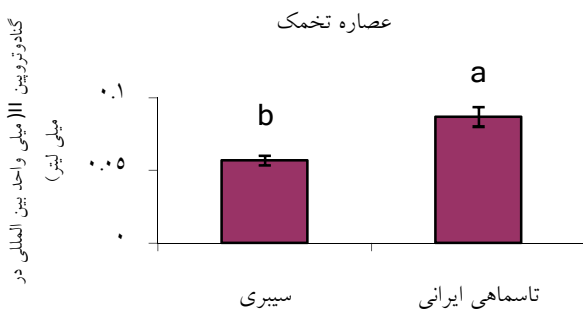 عصاره تخمک
گنادوتروپین II( میلی واحد بین المللی در
میلی لیتر)
۰.۱
۰.۰۵
۰
b
a
سیبری
تاسماهی ایرانی